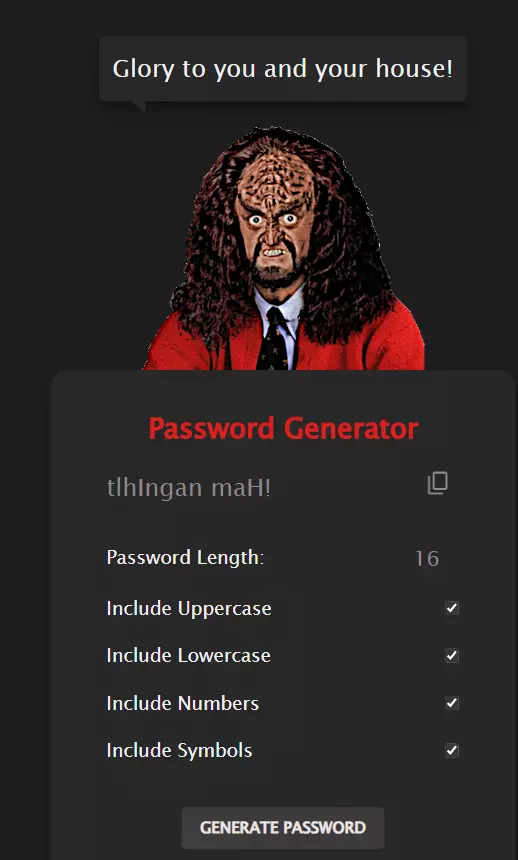 Glory to you and your house!
Password Generator
tlhIngan maH!
Password Length: 16
Include Uppercase
Include Lowercase
Include Numbers
Include Symbols
GENERATE PASSWORD